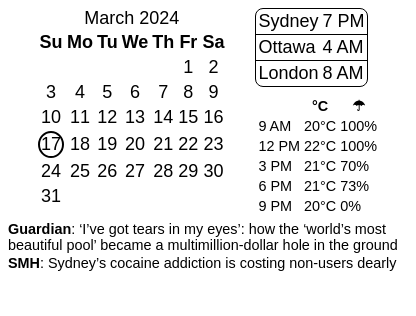 March 2024
Su Mo Tu We Th Fr Sa
1 2
3 4 5 6 7 8 9
10 11 12 13 14 15 16
17 18 19 20 21 22 23
24 25 26 27 28 29 30
31
Sydney 7 PM
Ottawa 4 AM
London 8 AM
°C ☂
9 AM 20°C 100%
12 PM 22°C 100%
3 PM 21°C 70%
6 PM 21°C 73%
9 PM 20°C 0%
Guardian: ‘I’ve got tears in my eyes’: how the ‘world’s most
beautiful pool’ became a multimillion-dollar hole in the ground
SMH: Sydney’s cocaine addiction is costing non-users dearly